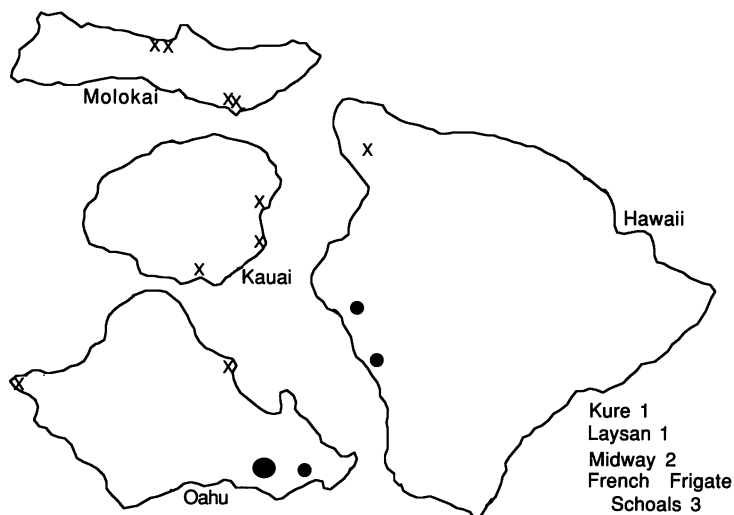 Molokai
Hawaii
Kauai
Oahu
Kure 1
Laysan 1
Midway 2
French Frigate
Schoals 3